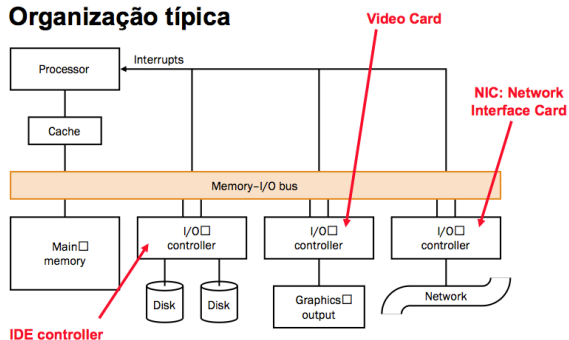 Organização típica
Video Card
Processor
Interrupts
NIC: Network
Interface Card
Cache
Memory–I/O bus
Main□
memory
I/O□
controller
I/O□
controller
I/O□
controller
Disk
Disk
Graphics□
output
Network
IDE controller